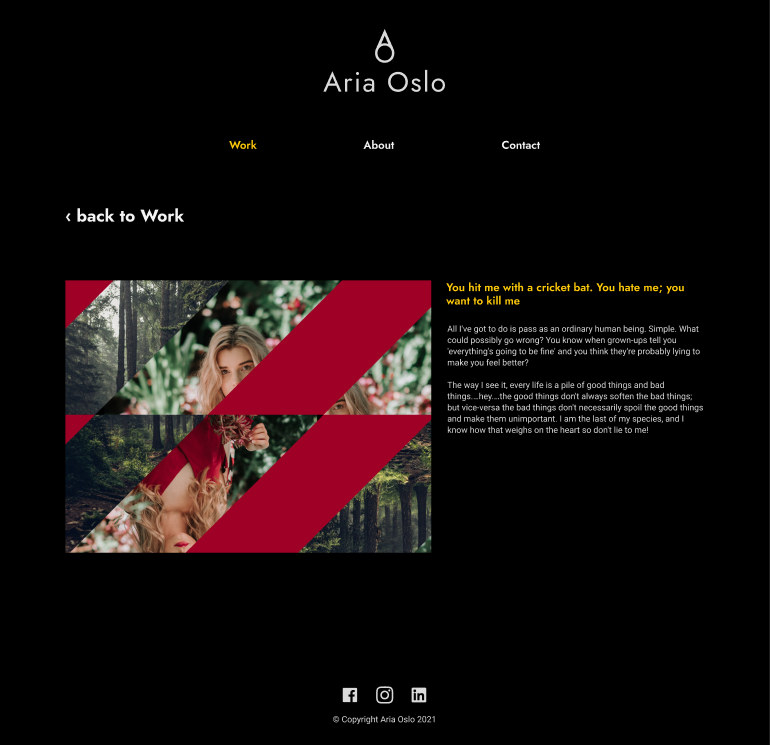 Aria Oslo
Work About Contact
‹ back to Work
You hit me with a cricket bat. You hate me; you
want to kill me
All I've got to do is pass as an ordinary human being. Simple. What
could possibly go wrong? You know when grown-ups tell you
'everything's going to be fine' and you think they're probably lying to
make you feel better?
The way I see it, every life is a pile of good things and bad
things.…hey.…the good things don't always soften the bad things;
but vice-versa the bad things don't necessarily spoil the good things
and make them unimportant. I am the last of my species, and I
know how that weighs on the heart so don't lie to me!
© Copyright Aria Oslo 2021